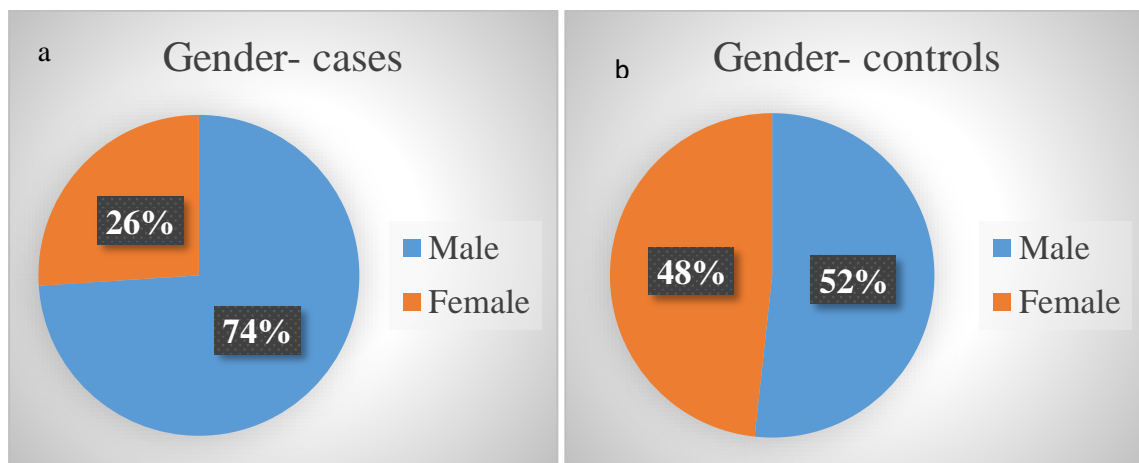 a
Gender- cases
26%
74%
Male
Female
b
Gender- controls
48%
52%
Male
Female